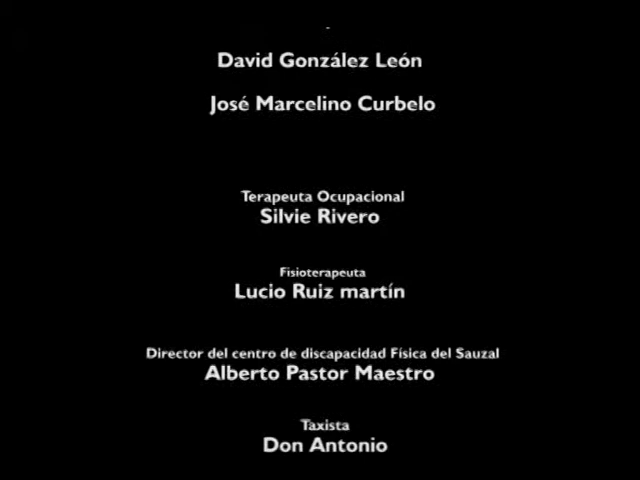 David González León
José Marcelino Curbelo
Terapeuta Ocupacional
Silvie Rivero
Fisioterapeuta
Lucio Ruiz martín
Director del centro de discapacidad Física del Sauzal
Alberto Pastor Maestro
Taxista
Don Antonio